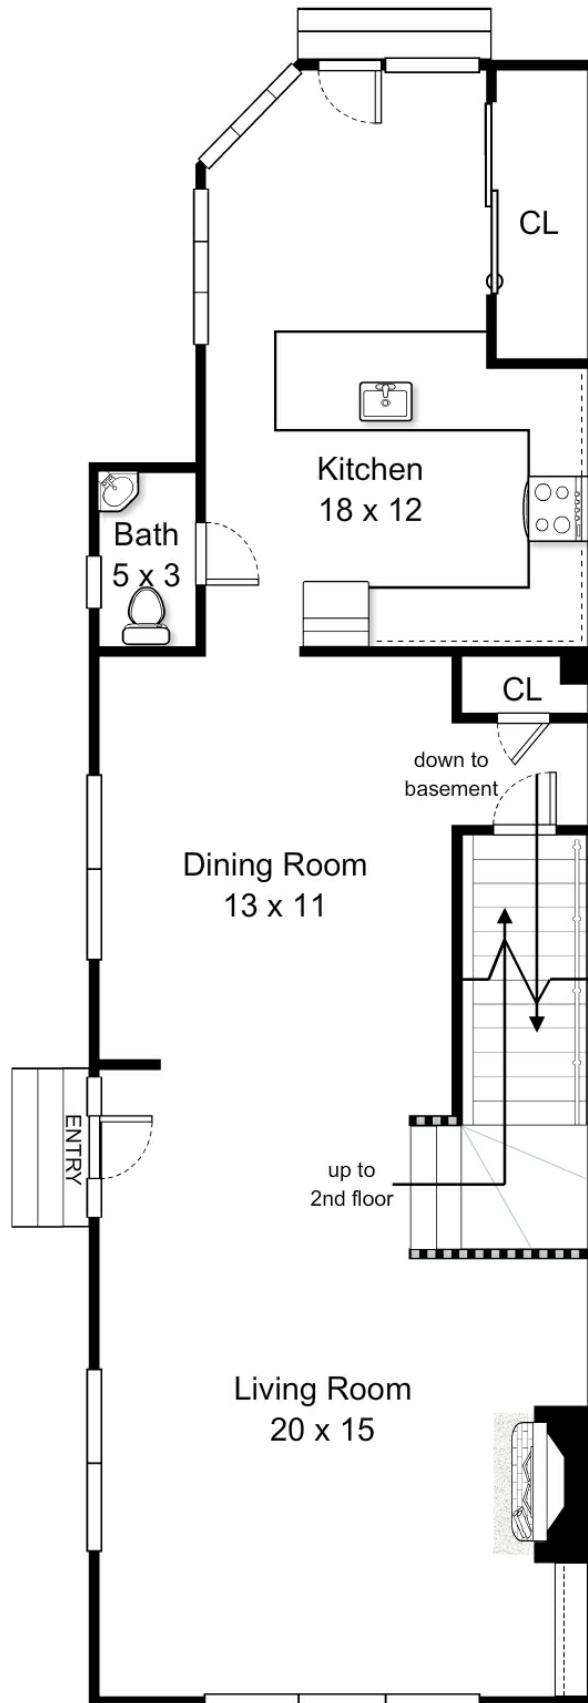 CL
Kitchen
18 x 12
Bath
5 x 3
CL
down to
basement
Dining Room
13 x 11
ENTRY
up to
2nd floor
Living Room
20 x 15